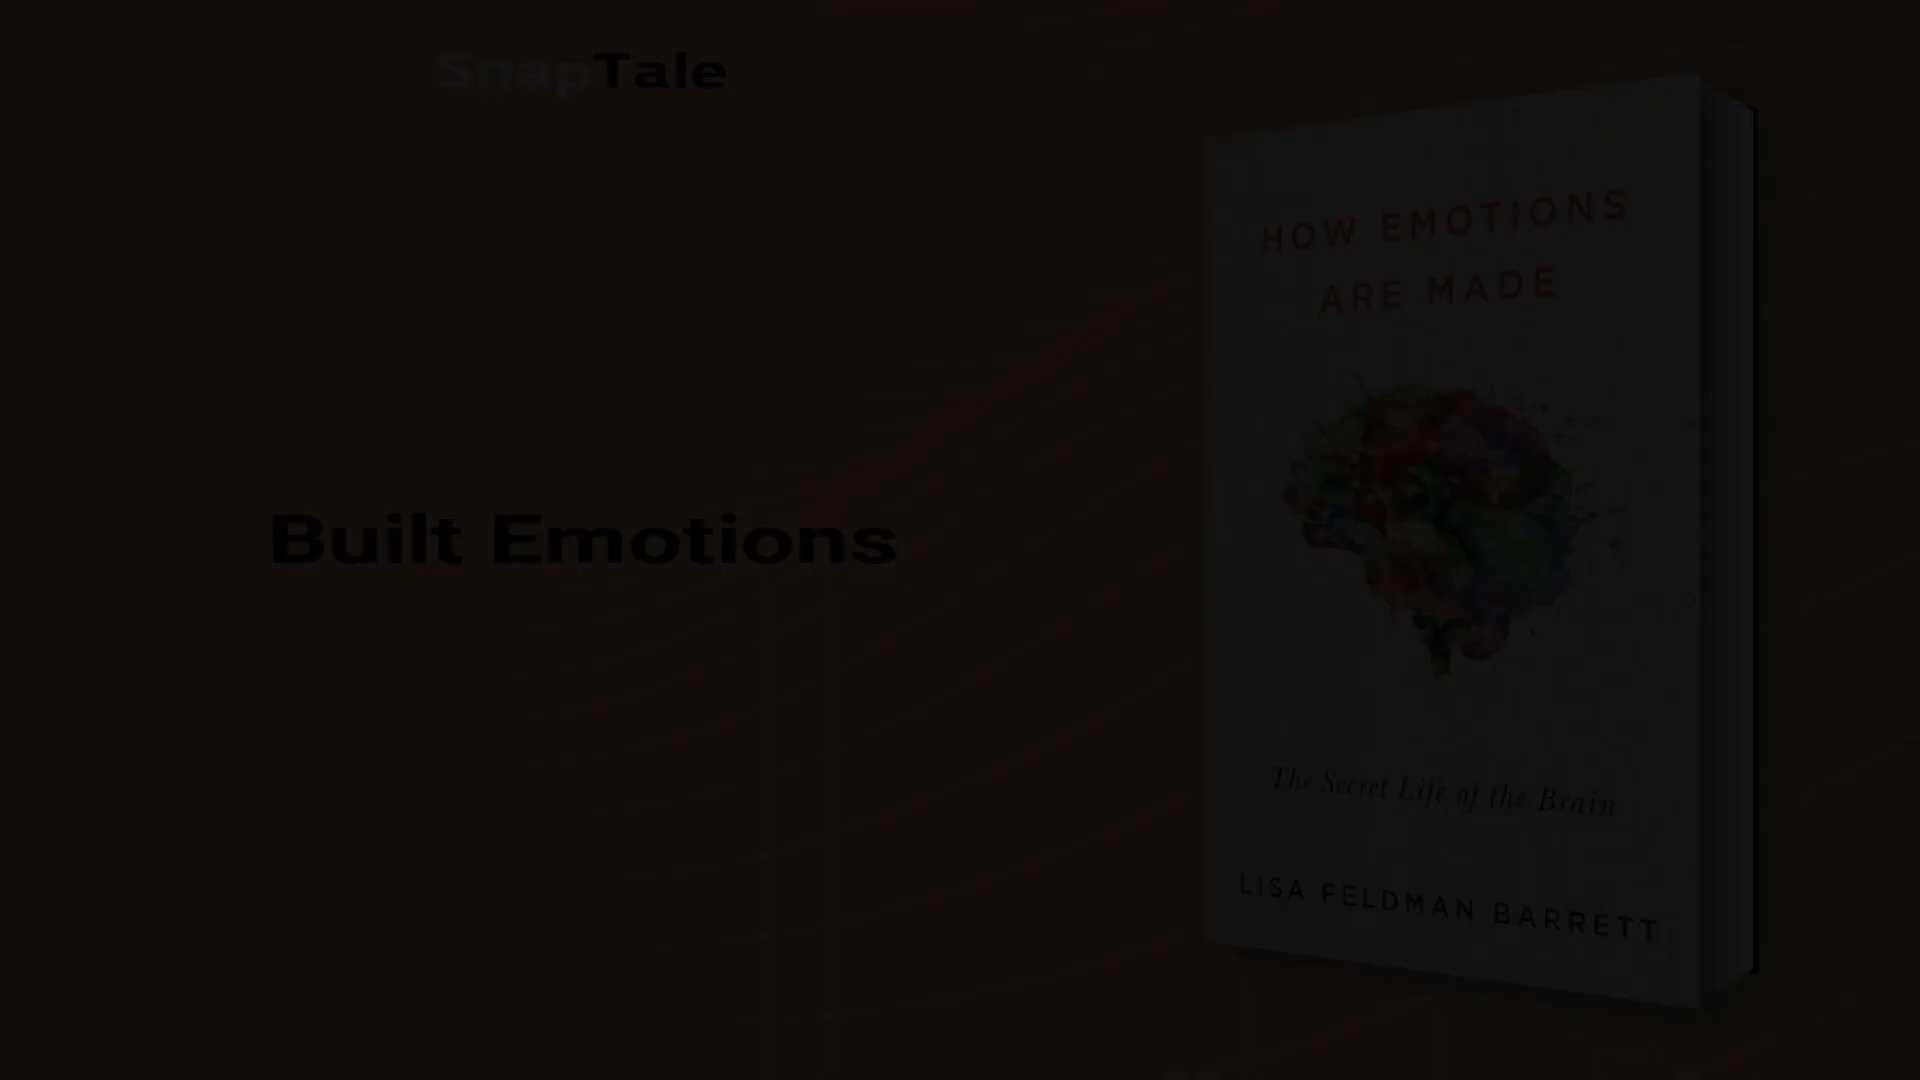 SnapTale
Built Emotions
HOW EMOTIONS
ARE MADE
The Secret Life of the Brain
LISA FELDMAN BARRETT